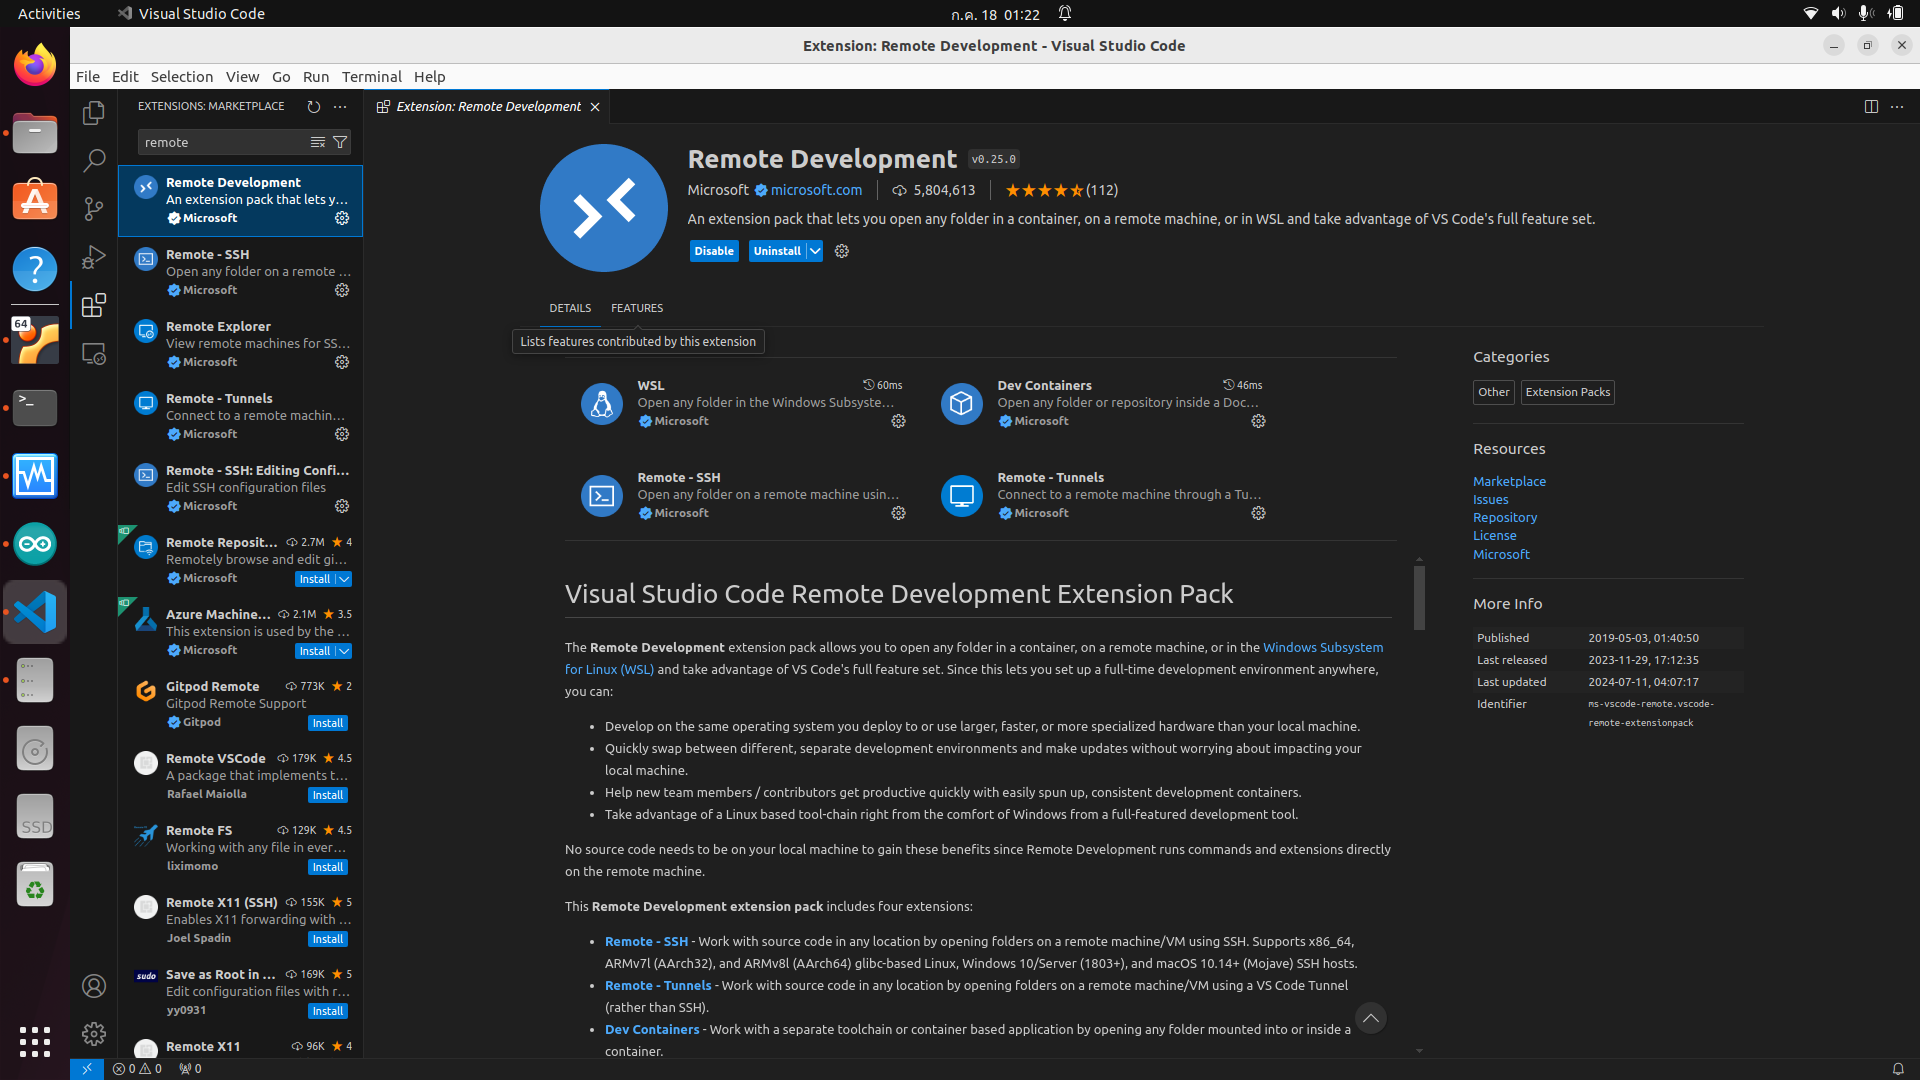 Activities
Visual Studio Code
ก.ค. 18 01:22
Extension: Remote Development - Visual Studio Code
File Edit Selection View Go Run Terminal Help
EXTENSIONS: MARKETPLACE
remote
Remote Development
An extension pack that lets y...
Microsoft
Remote - SSH
Open any folder on a remote ...
Microsoft
Remote Explorer
View remote machines for SS...
Microsoft
Remote - Tunnels
Connect to a remote machin...
Microsoft
Remote - SSH: Editing Confi...
Edit SSH configuration files
Microsoft
Remote Reposit... 2.7M 4
Remotely browse and edit gi...
Microsoft Install
Azure Machine... 2.1M 3.5
This extension is used by the ...
Microsoft Install
Gitpod Remote 773K 2
Gitpod Remote Support
Gitpod Install
Remote VSCode 179K 4.5
A package that implements t...
Rafael Maiolla Install
Remote FS 129K 4.5
Working with any file in ever...
liximomo Install
Remote X11 (SSH) 155K 5
Enables X11 forwarding with ...
Joel Spadin Install
sudo
Save as Root in ... 169K 5
Edit configuration files with r...
yy0931 Install
Remote X11 96K 4
Extension: Remote Development
Remote Development v0.25.0
Microsoft microsoft.com 5,804,613 (112)
An extension pack that lets you open any folder in a container, on a remote machine, or in WSL and take advantage of VS Code's full feature set.
Disable Uninstall
DETAILS FEATURES
Lists features contributed by this extension
WSL 60ms
Open any folder in the Windows Subsyste...
Microsoft
Dev Containers 46ms
Open any folder or repository inside a Doc...
Microsoft
Remote - SSH
Open any folder on a remote machine usin...
Microsoft
Remote - Tunnels
Connect to a remote machine through a Tu...
Microsoft
Visual Studio Code Remote Development Extension Pack
The Remote Development extension pack allows you to open any folder in a container, on a remote machine, or in the Windows Subsystem
for Linux (WSL) and take advantage of VS Code's full feature set. Since this lets you set up a full-time development environment anywhere,
you can:
• Develop on the same operating system you deploy to or use larger, faster, or more specialized hardware than your local machine.
• Quickly swap between different, separate development environments and make updates without worrying about impacting your
local machine.
• Help new team members / contributors get productive quickly with easily spun up, consistent development containers.
• Take advantage of a Linux based tool-chain right from the comfort of Windows from a full-featured development tool.
No source code needs to be on your local machine to gain these benefits since Remote Development runs commands and extensions directly
on the remote machine.
This Remote Development extension pack includes four extensions:
• Remote - SSH - Work with source code in any location by opening folders on a remote machine/VM using SSH. Supports x86_64,
ARMv7l (AArch32), and ARMv8l (AArch64) glibc-based Linux, Windows 10/Server (1803+), and macOS 10.14+ (Mojave) SSH hosts.
• Remote - Tunnels - Work with source code in any location by opening folders on a remote machine/VM using a VS Code Tunnel
(rather than SSH).
• Dev Containers - Work with a separate toolchain or container based application by opening any folder mounted into or inside a
container.
Categories
Other Extension Packs
Resources
Marketplace
Issues
Repository
License
Microsoft
More Info
Published 2019-05-03, 01:40:50
Last released 2023-11-29, 17:12:35
Last updated 2024-07-11, 04:07:17
Identifier ms-vscode-remote.vscode-
remote-extensionpack
64
SSD
0 0 0